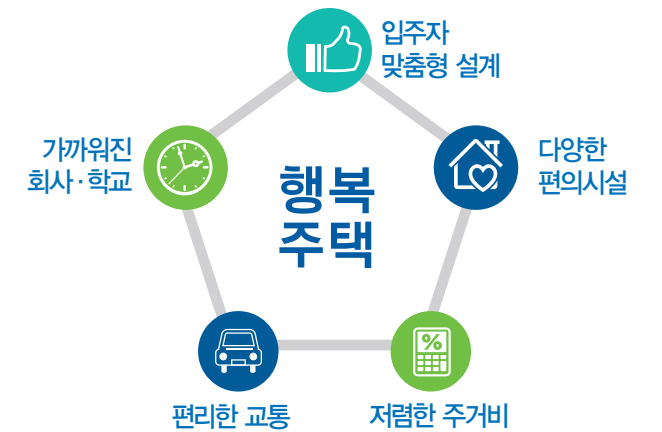 입주자
맞춤형 설계
가까워진
회사·학교
다양한
편의시설
행복
주택
%
편리한 교통
저렴한 주거비